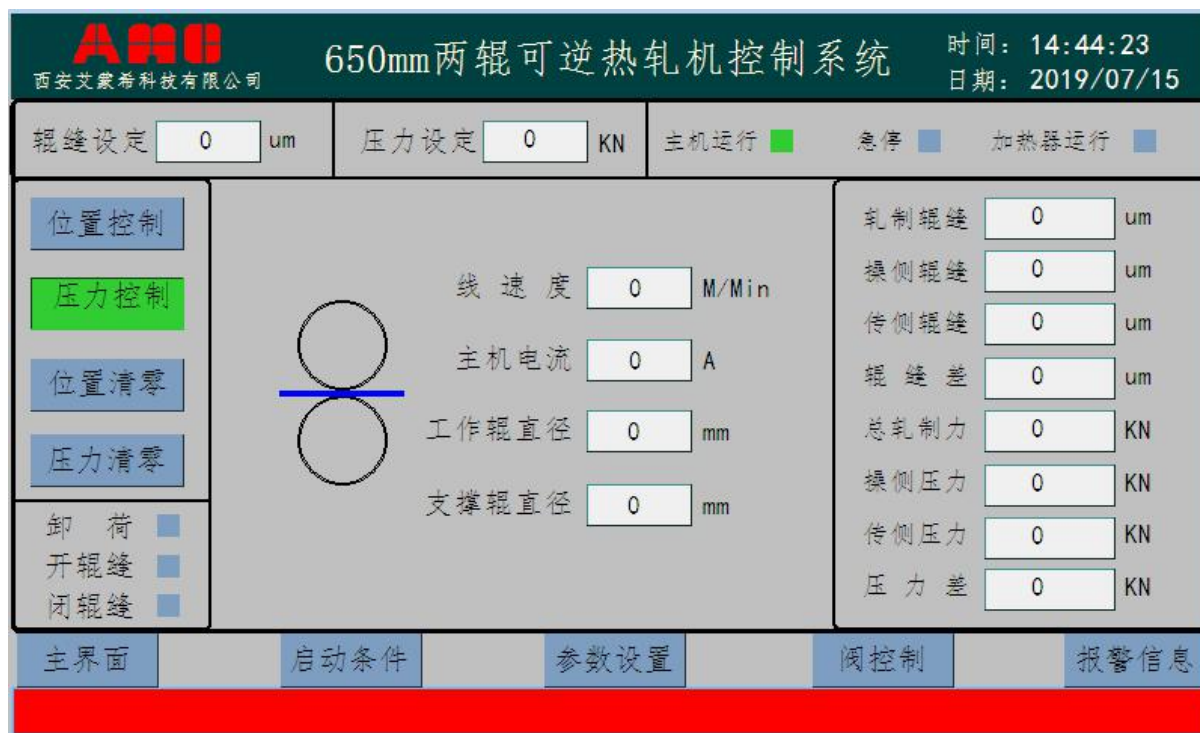 AMC
西安艾蒙希科技有限公司
650mm两辊可逆热轧机控制系统
时间: 14:44:23
日期: 2019/07/15
辊缝设定 0 um
压力设定 0 KN
主机运行
急停
加热器运行
位置控制
压力控制
位置清零
压力清零
卸 荷
开辊缝
闭辊缝
线 速 度 0 M/Min
主机电流 0 A
工作辊直径 0 mm
支撑辊直径 0 mm
轧制辊缝 0 um
操侧辊缝 0 um
传侧辊缝 0 um
辊 缝 差 0 um
总轧制力 0 KN
操侧压力 0 KN
传侧压力 0 KN
压 力 差 0 KN
主界面
启动条件
参数设置
阀控制
报警信息